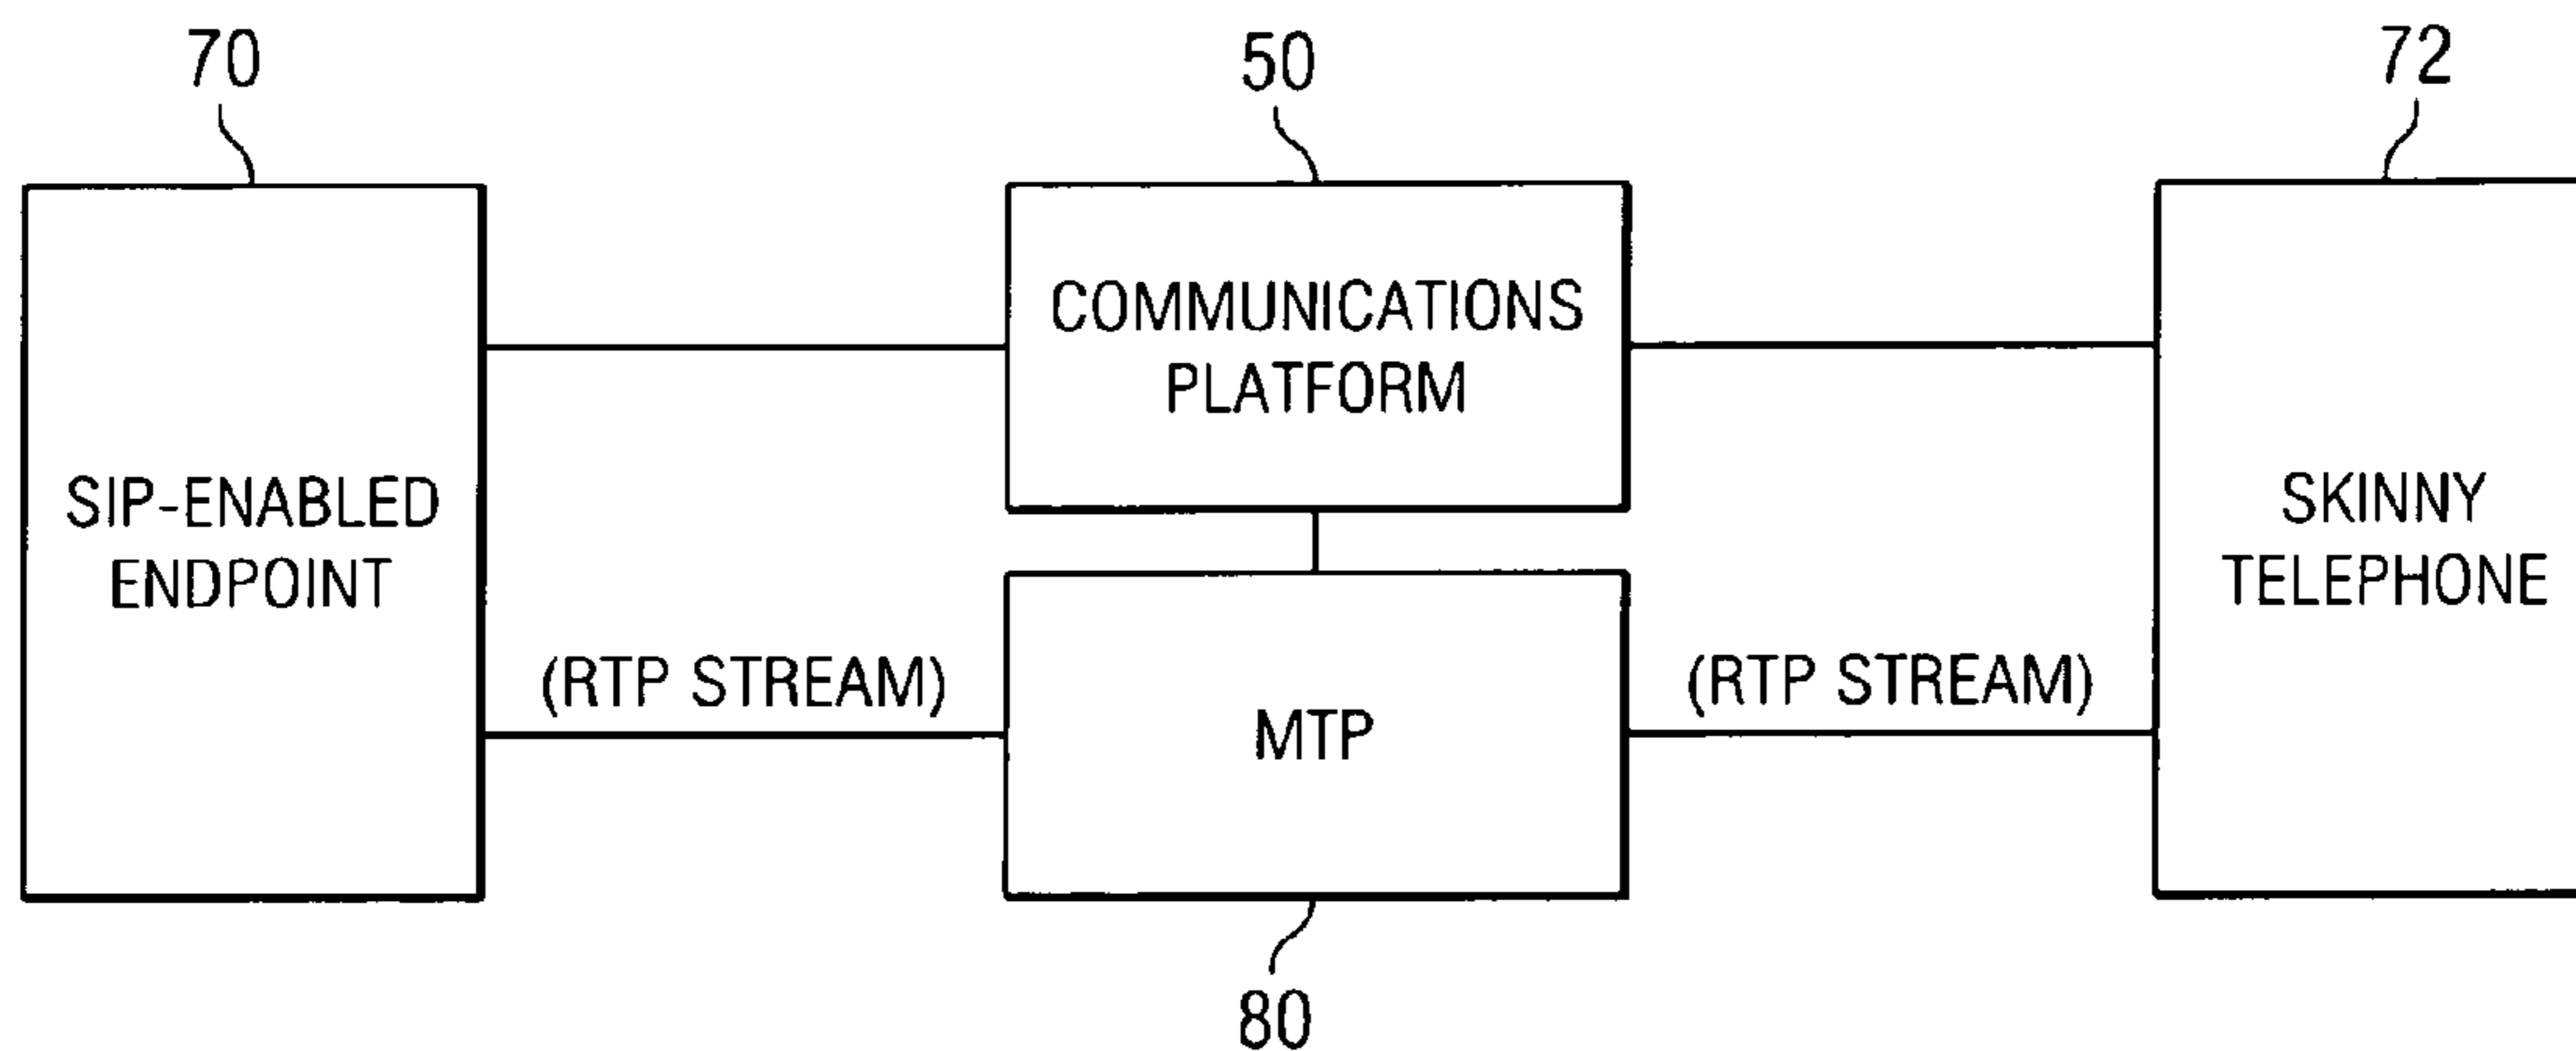 70
50
72
COMMUNICATIONS
PLATFORM
SIP-ENABLED
ENDPOINT
SKINNY
TELEPHONE
(RTP STREAM)
(RTP STREAM)
MTP
80